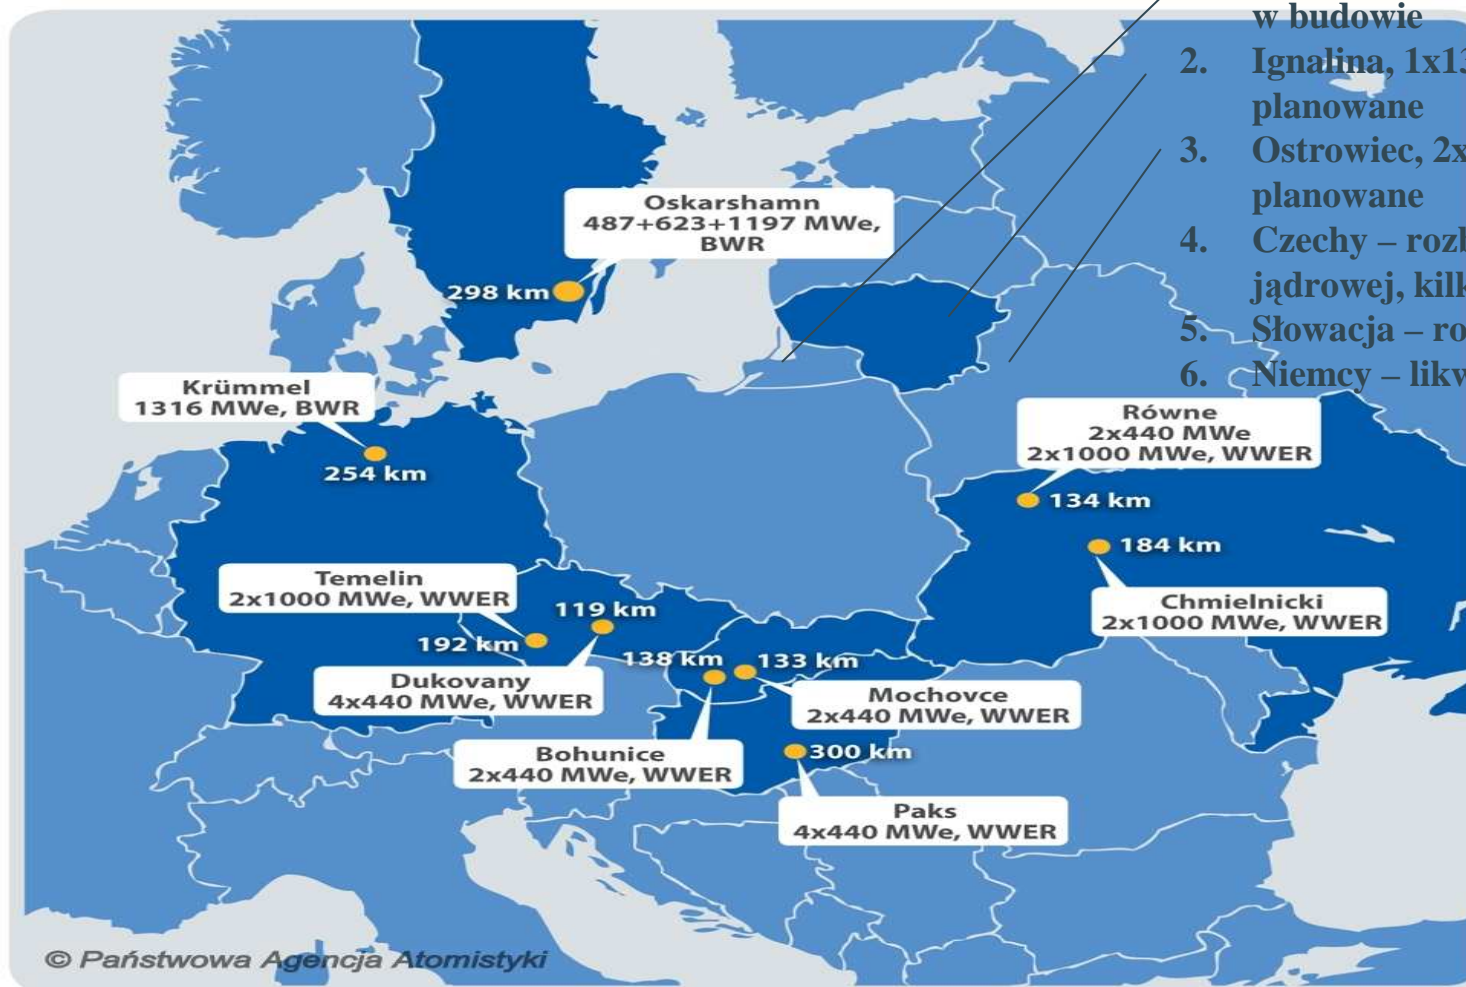 w budowie
2. Ignalina, 1x13
planowane
3. Ostrowiec, 2x
planowane
4. Czechy – roz
jądrowej, kilk
5. Słowacja – ro
6. Niemcy – likw
Oskarshamn
487+623+1197 MWe,
BWR
298 km
Krümmel
1316 MWe, BWR
254 km
Równe
2x440 MWe
2x1000 MWe, WWER
134 km
184 km
Chmielnicki
2x1000 MWe, WWER
Temelin
2x1000 MWe, WWER
192 km
119 km
Dukovany
4x440 MWe, WWER
138 km
133 km
Mochovce
2x440 MWe, WWER
Bohunice
2x440 MWe, WWER
300 km
Paks
4x440 MWe, WWER
© Państwowa Agencja Atomistyki